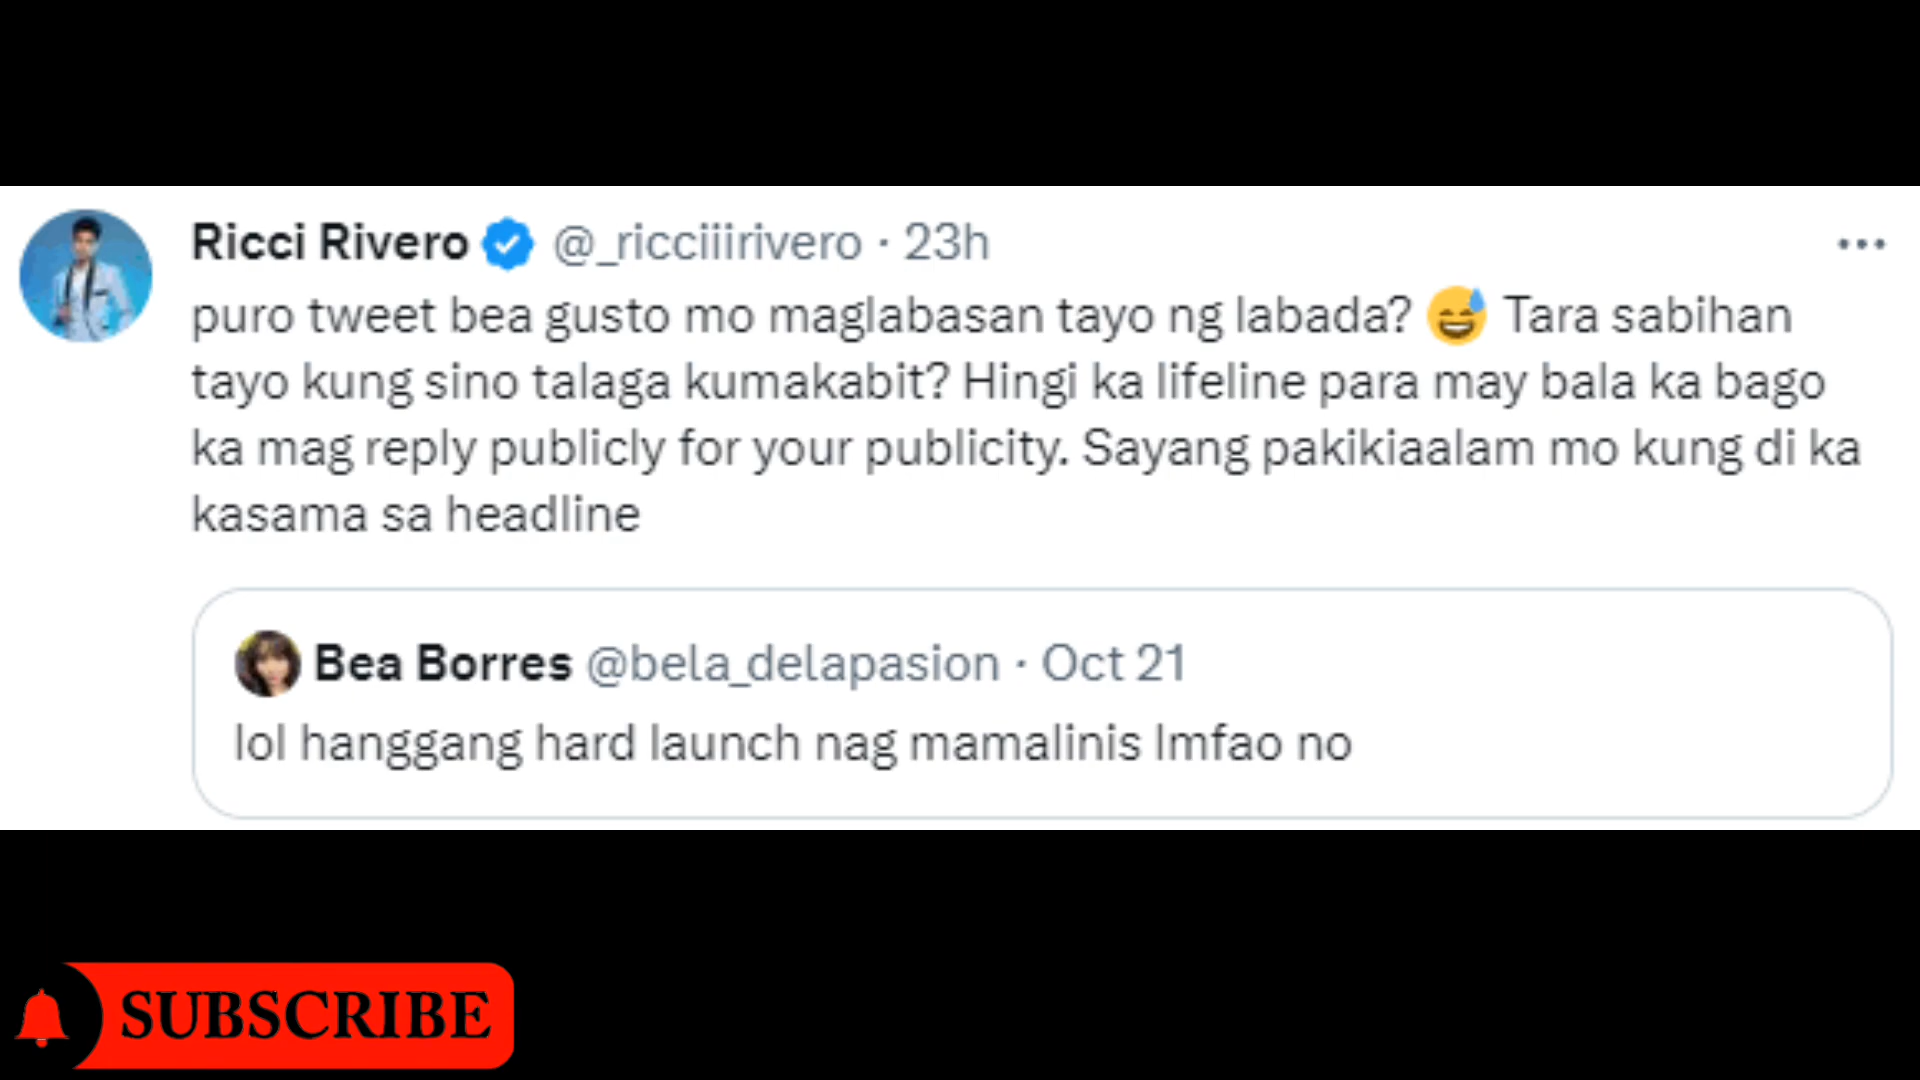 Ricci Rivero @_ricciiirivero · 23h
puro tweet bea gusto mo maglabasan tayo ng labada? 😅 Tara sabihan
tayo kung sino talaga kumakabit? Hingi ka lifeline para may bala ka bago
ka mag reply publicly for your publicity. Sayang pakikiaalam mo kung di ka
kasama sa headline
Bea Borres @bela_delapasion · Oct 21
lol hanggang hard launch nag mamalinis lmfao no
SUBSCRIBE